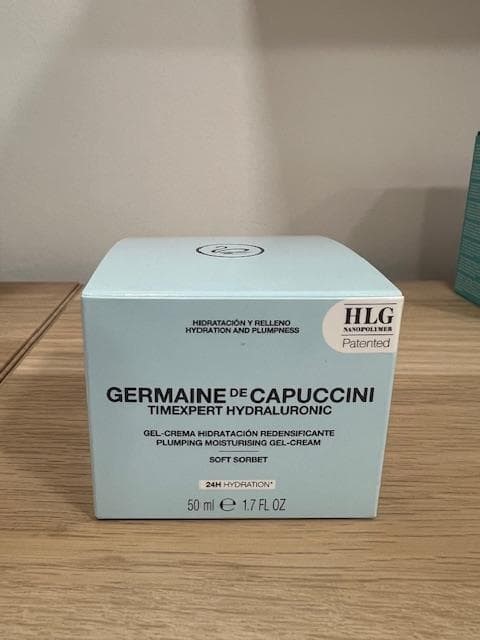 HIDRATACIÓN Y RELLENO
HYDRATION AND PLUMPNESS
HLG
NANOPOLYMER
Patented
GERMAINE DE CAPUCCINI
TIMEXPERT HYDRALURONIC
GEL-CREMA HIDRATACIÓN REDENSIFICANTE
PLUMPING MOISTURISING GEL-CREAM
SOFT SORBET
24H HYDRATION*
50 ml ℮ 1.7 FL OZ